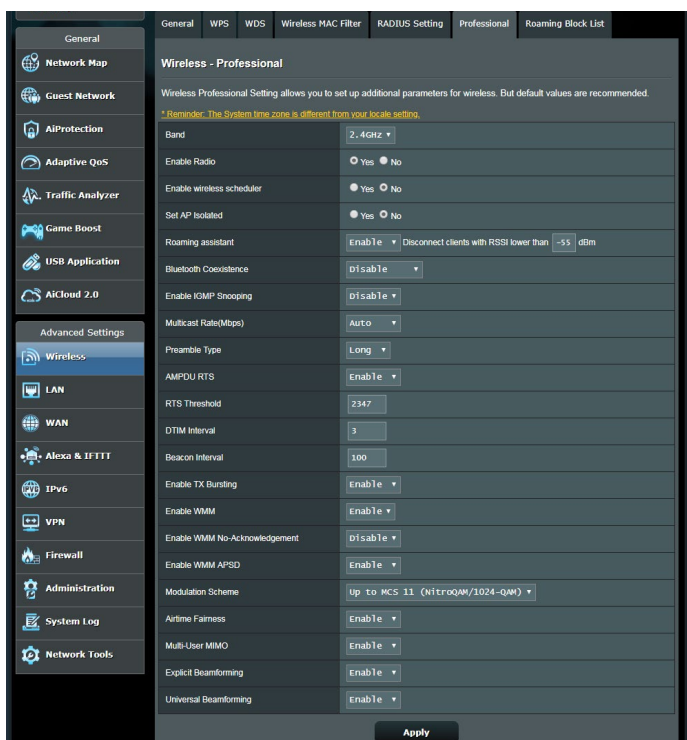 General WPS WDS Wireless MAC Filter RADIUS Setting Professional Roaming Block List
General
Network Map
Guest Network
AiProtection
Adaptive QoS
Traffic Analyzer
Game Boost
USB Application
AiCloud 2.0
Advanced Settings
Wireless
LAN
WAN
Alexa & IFTTT
IPv6
VPN
Firewall
Administration
System Log
Network Tools
Wireless - Professional
Wireless Professional Setting allows you to set up additional parameters for wireless. But default values are recommended.
* Reminder: The System time zone is different from your locale setting.
Band 2.4GHz
Enable Radio Yes No
Enable wireless scheduler Yes No
Set AP Isolated Yes No
Roaming assistant Enable Disconnect clients with RSSI lower than -55 dBm
Bluetooth Coexistence Disable
Enable IGMP Snooping Disable
Multicast Rate(Mbps) Auto
Preamble Type Long
AMPDU RTS Enable
RTS Threshold 2347
DTIM Interval 3
Beacon Interval 100
Enable TX Bursting Enable
Enable WMM Enable
Enable WMM No-Acknowledgement Disable
Enable WMM APSD Enable
Modulation Scheme Up to MCS 11 (NitroQAM/1024-QAM)
Airtime Fairness Enable
Multi-User MIMO Enable
Explicit Beamforming Enable
Universal Beamforming Enable
Apply